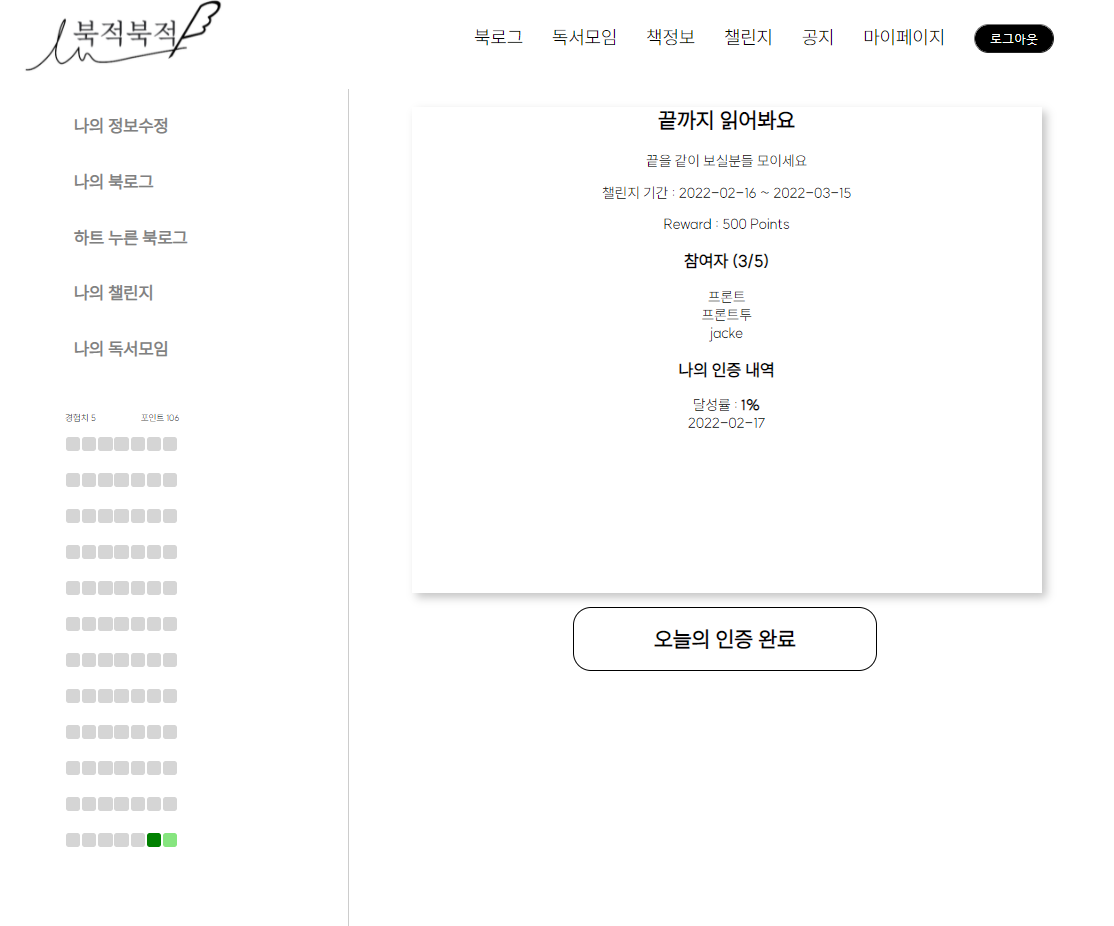 북적북적
북로그 독서모임 책정보 챌린지 공지 마이페이지 로그아웃
나의 정보수정
나의 북로그
하트 누른 북로그
나의 챌린지
나의 독서모임
경험치 5 포인트 106
끝까지 읽어봐요
끝을 같이 보실분들 모이세요
챌린지 기간 : 2022-02-16 ~ 2022-03-15
Reward : 500 Points
참여자 (3/5)
프론트
프론트투
jacke
나의 인증 내역
달성률 : 1%
2022-02-17
오늘의 인증 완료